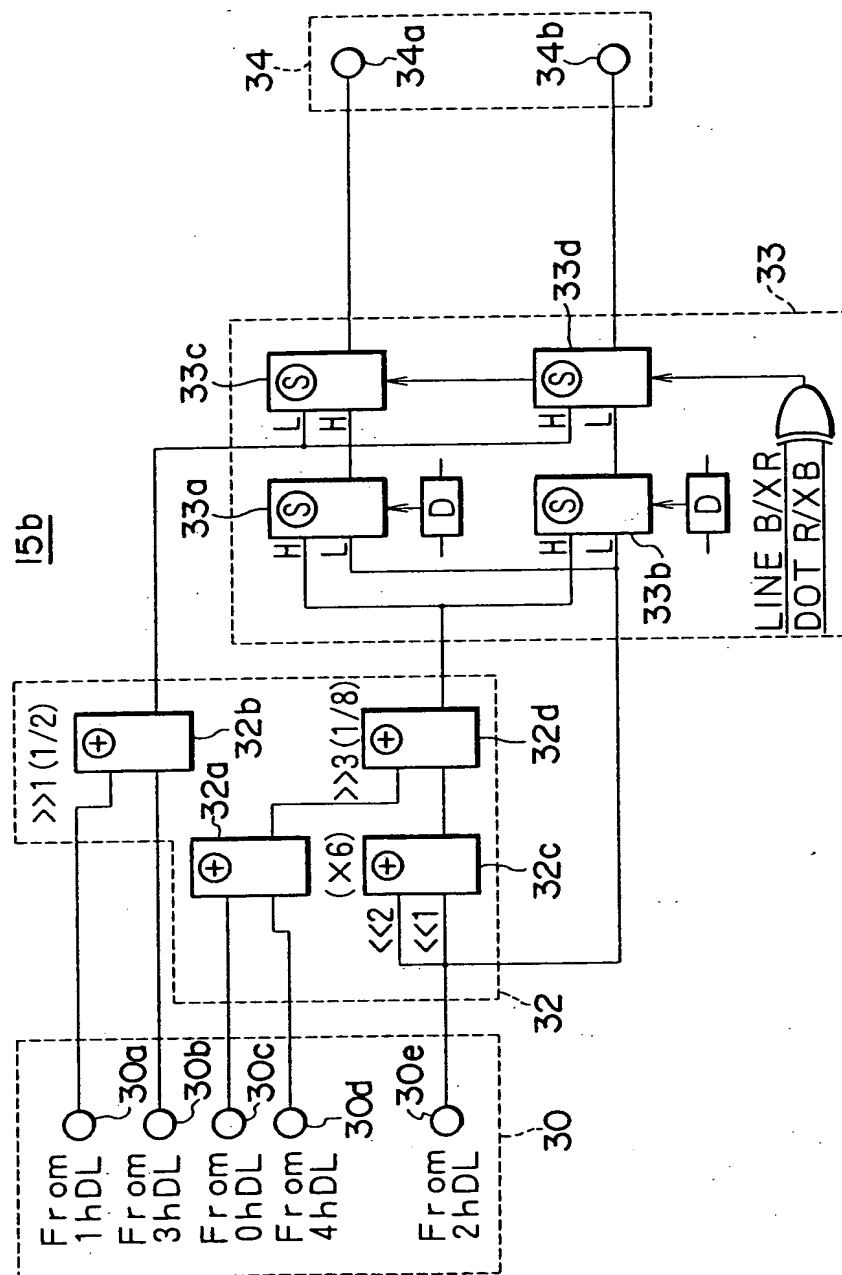 15b
From
1hDL
30a
From
3hDL
30b
From
0hDL
30c
From
4hDL
30d
From
2hDL
30e
30
>>1(1/2)
+
32b
32a
+
>>3(1/8)
+
32d
(×6)
+
32c
<<2
<<1
32
33a
S
H
L
D
33c
S
L
H
S
H
L
33b
D
33d
S
H
L
33
LINE B/XR
DOT R/XB
34
34a
34b